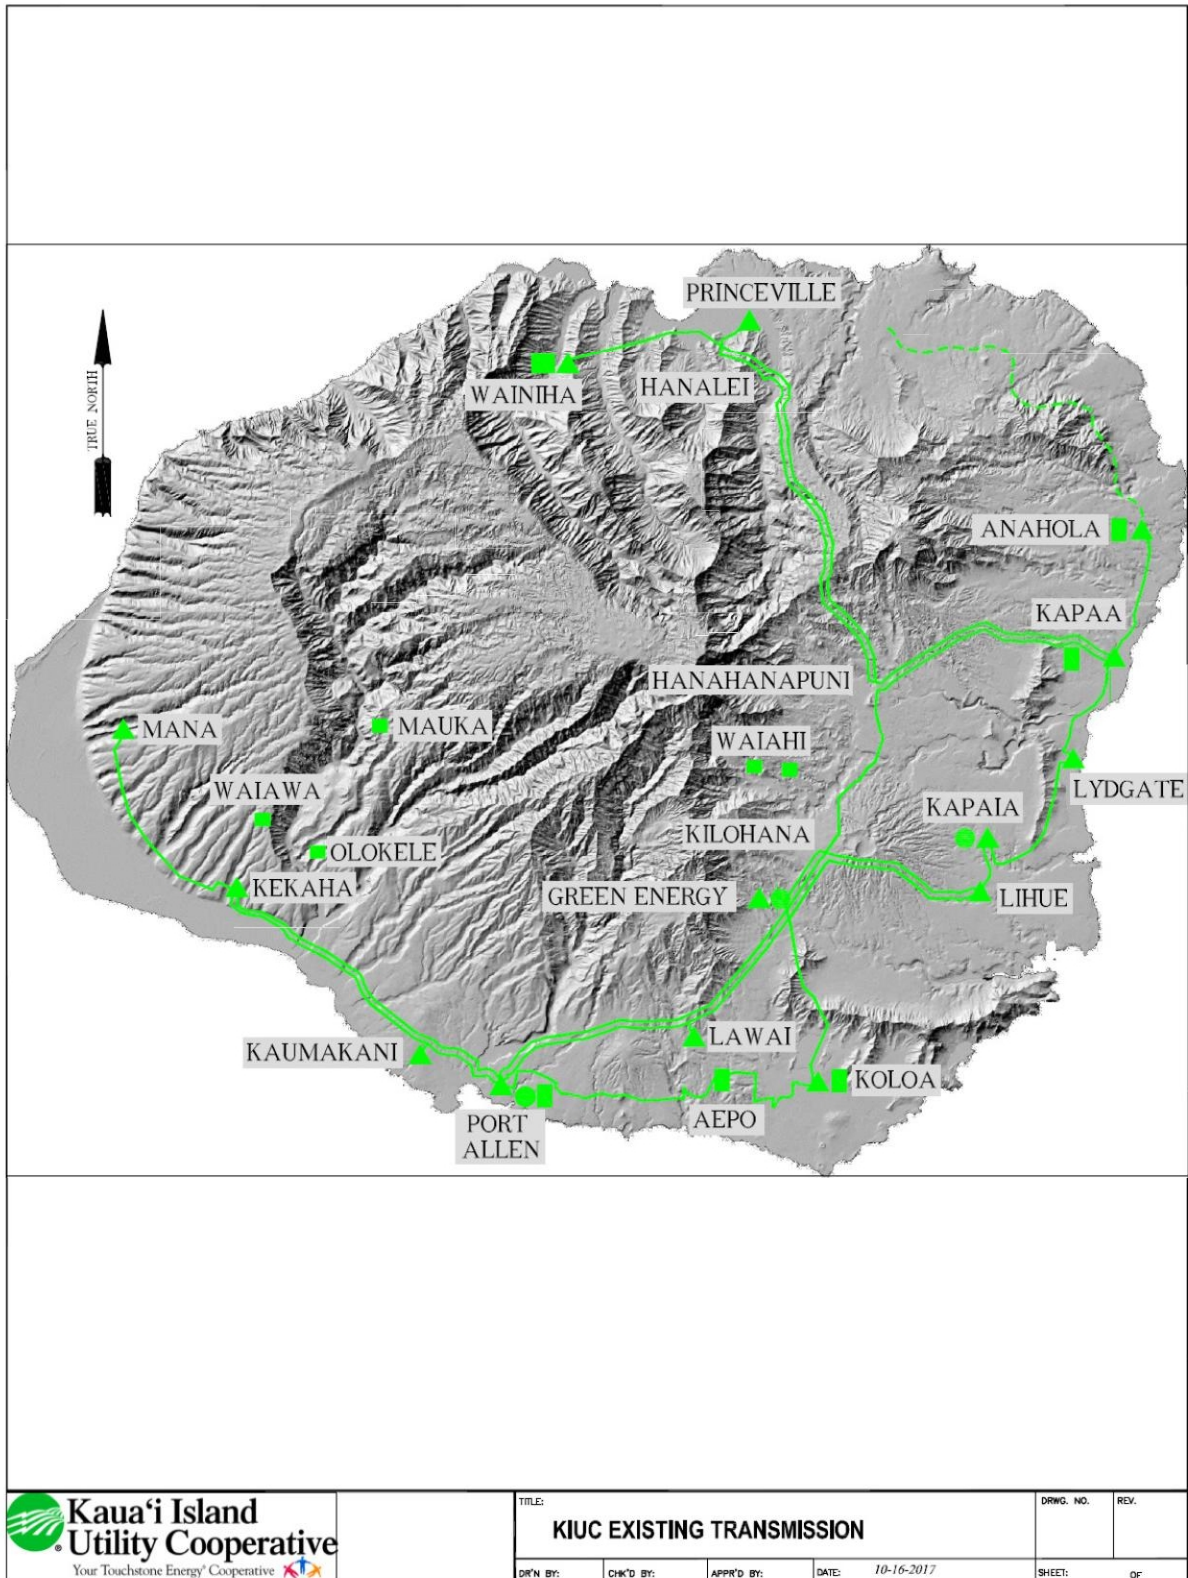 PRINCEVILLE
TRUE NORTH
WAINIHA
HANALEI
ANAHOLA
KAPAA
HANAHANAPUNI
MANA
MAUKA
WAIAHI
LYDGATE
WAIAWA
KAPAIA
KILOHANA
OLOKELE
KEKAHA
GREEN ENERGY
LIHUE
LAWAI
KAUMAKANI
KOLOA
PORT
ALLEN
AEPO
Kaua‘i Island
Utility Cooperative
Your Touchstone Energy® Cooperative
TITLE:
KIUC EXISTING TRANSMISSION
DRWG. NO.
REV.
DR'N BY:
CHK'D BY:
APPR'D BY:
DATE: 10-16-2017
SHEET: OF